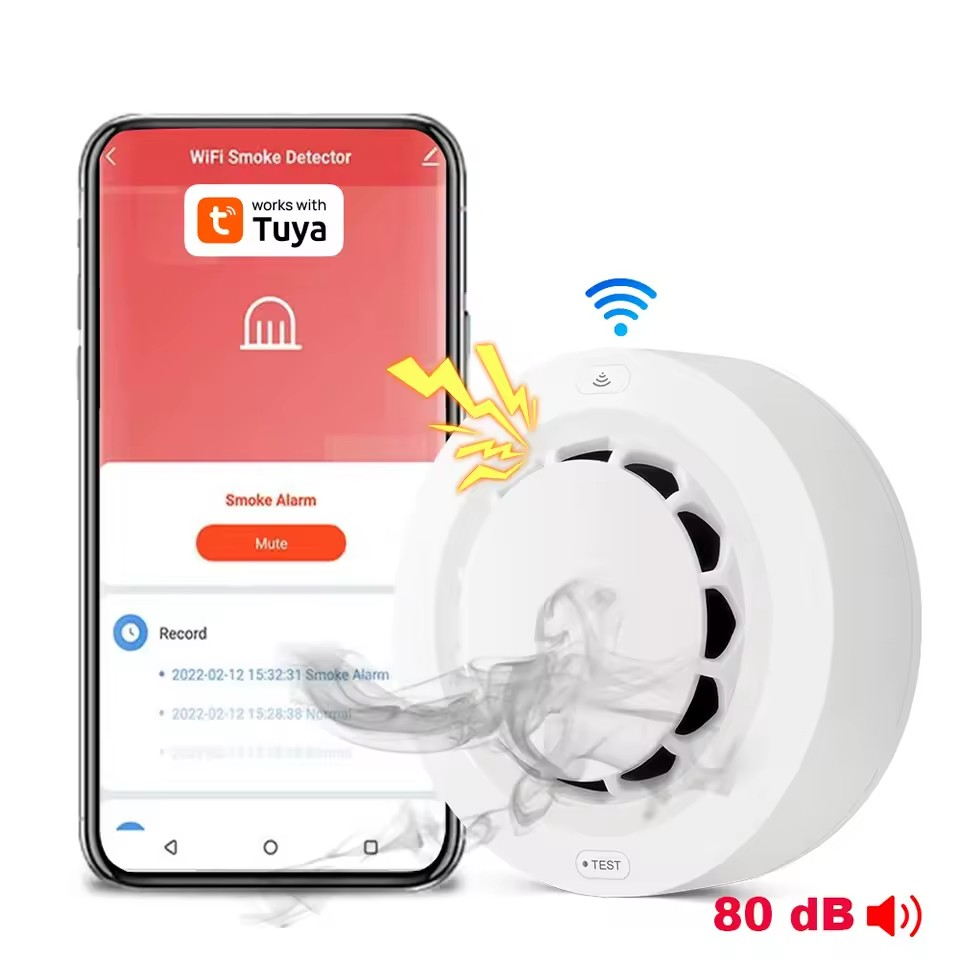 WiFi Smoke Detector
works with
Tuya
Smoke Alarm
Mute
Record
2022-02-12 15:32:31 Smoke Alarm
2022-02-12 15:28:38 Normal
TEST
80 dB